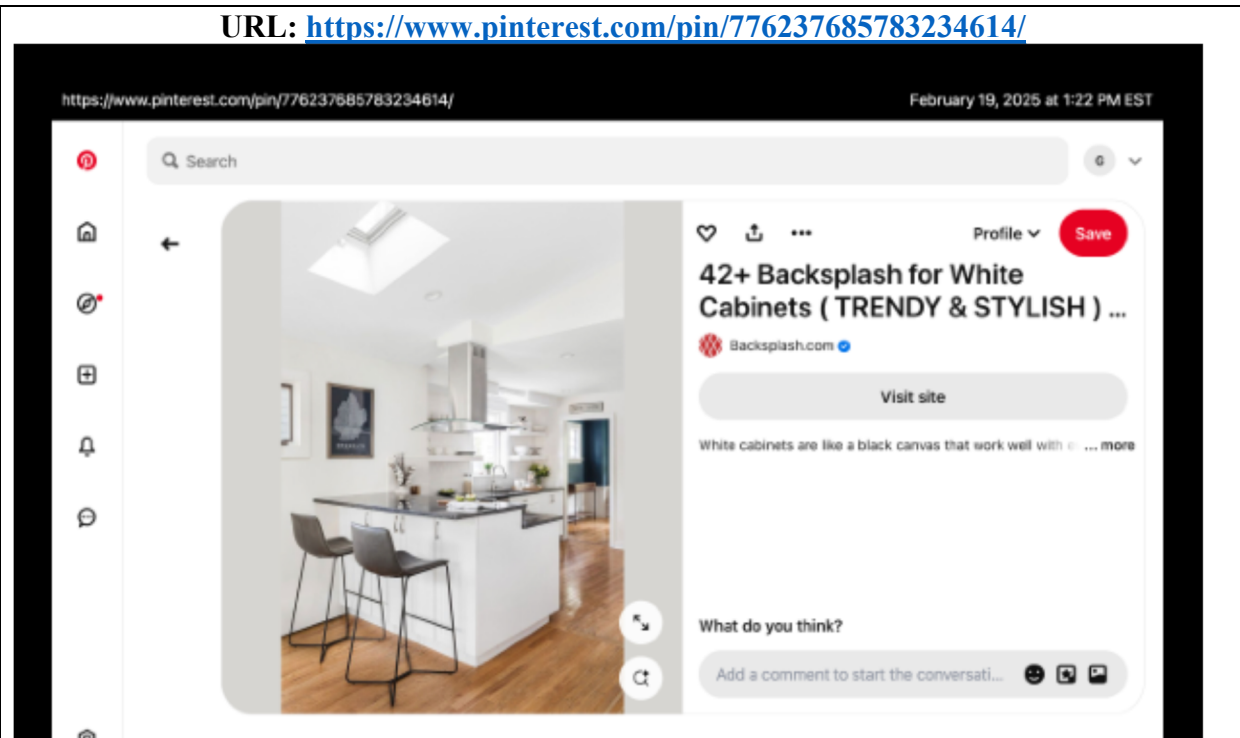 URL: https://www.pinterest.com/pin/776237685783234614/
https://www.pinterest.com/pin/776237685783234614/
February 19, 2025 at 1:22 PM EST
Search
G
Profile
Save
42+ Backsplash for White
Cabinets ( TRENDY & STYLISH ) ...
Backsplash.com
Visit site
White cabinets are like a black canvas that work well with ... more
What do you think?
Add a comment to start the conversati...